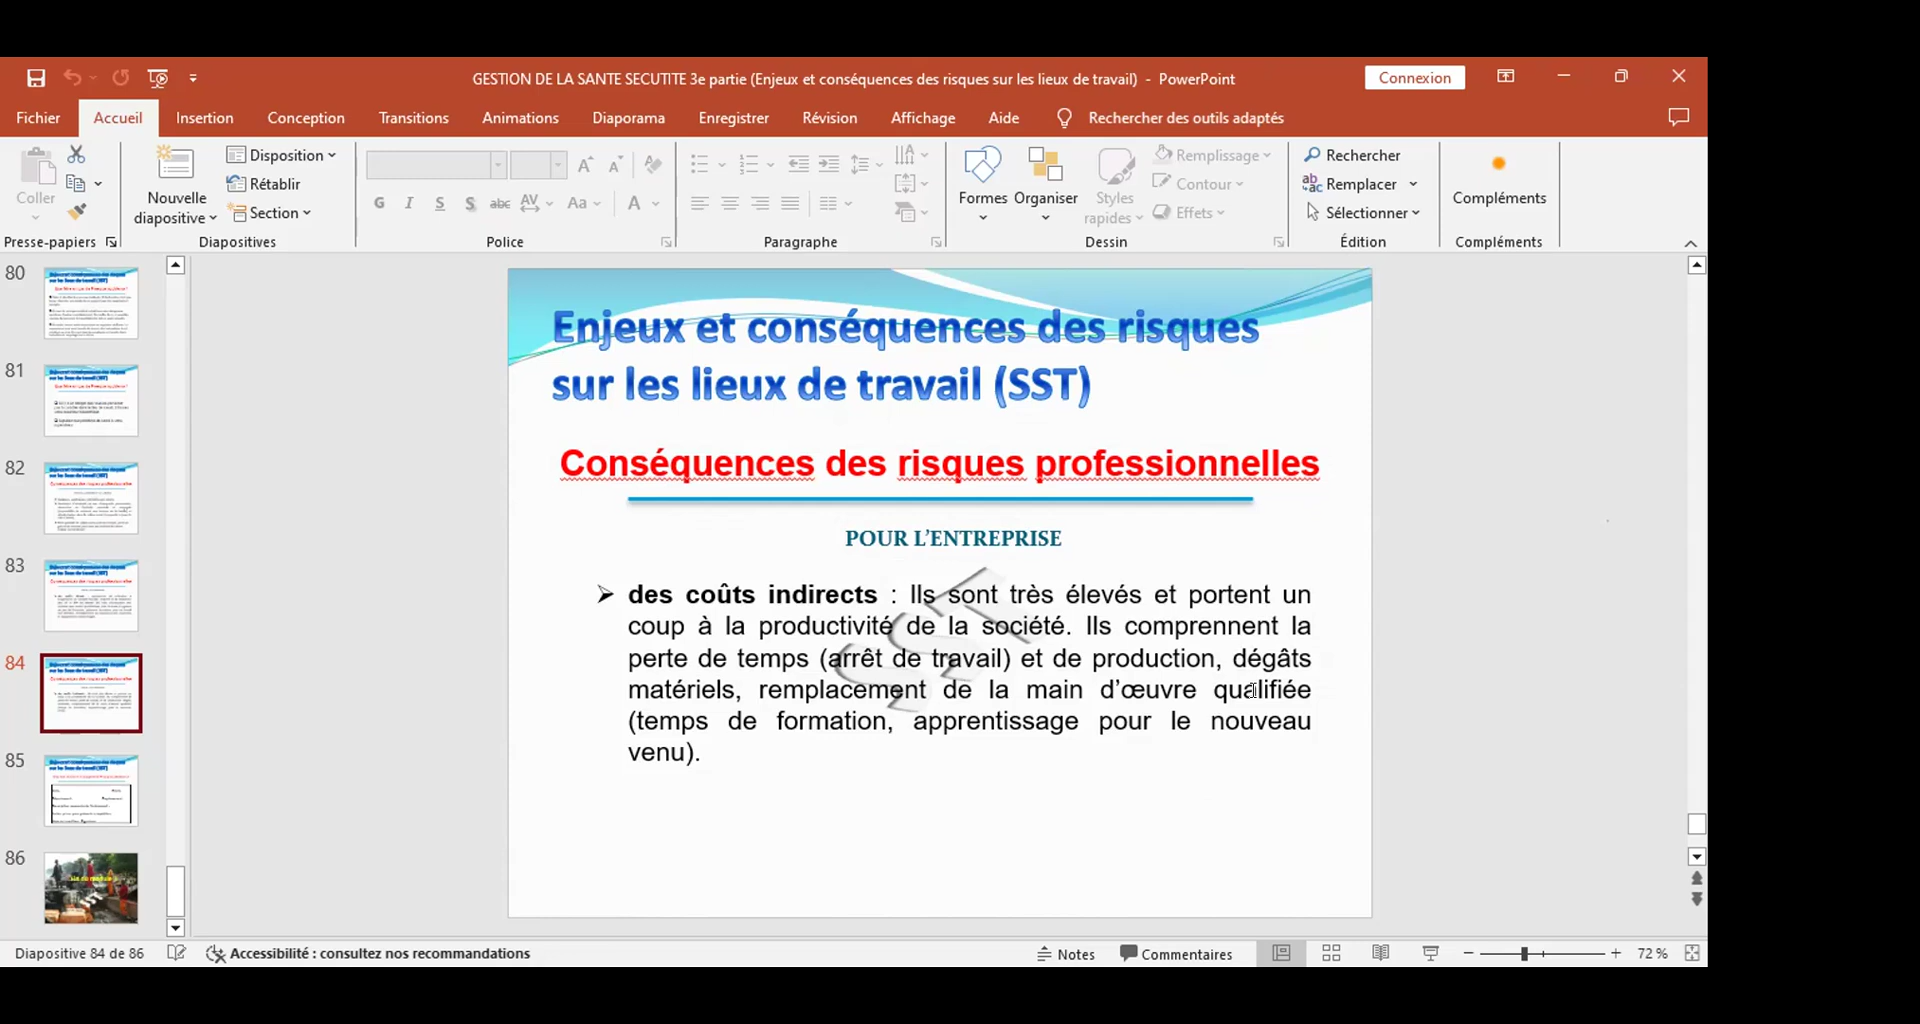 GESTION DE LA SANTE SECUTITE 3e partie (Enjeux et conséquences des risques sur les lieux de travail) - PowerPoint
Connexion
Fichier Accueil Insertion Conception Transitions Animations Diaporama Enregistrer Révision Affichage Aide Rechercher des outils adaptés
Coller
Presse-papiers
Nouvelle
diapositive
Disposition
Rétablir
Section
Diapositives
G I S S abc AV Aa A
Police
Paragraphe
Formes
Organiser
Styles
rapides
Remplissage
Contour
Effets
Dessin
Rechercher
Remplacer
Sélectionner
Édition
Compléments
Compléments
80
81
82
83
84
85
86
Enjeux et conséquences des risques
sur les lieux de travail (SST)
Conséquences des risques professionnelles
POUR L'ENTREPRISE
➢ des coûts indirects : Ils sont très élevés et portent un
coup à la productivité de la société. Ils comprennent la
perte de temps (arrêt de travail) et de production, dégâts
matériels, remplacement de la main d'œuvre qualifiée
(temps de formation, apprentissage pour le nouveau
venu).
Diapositive 84 de 86
Accessibilité : consultez nos recommandations
Notes
Commentaires
72 %